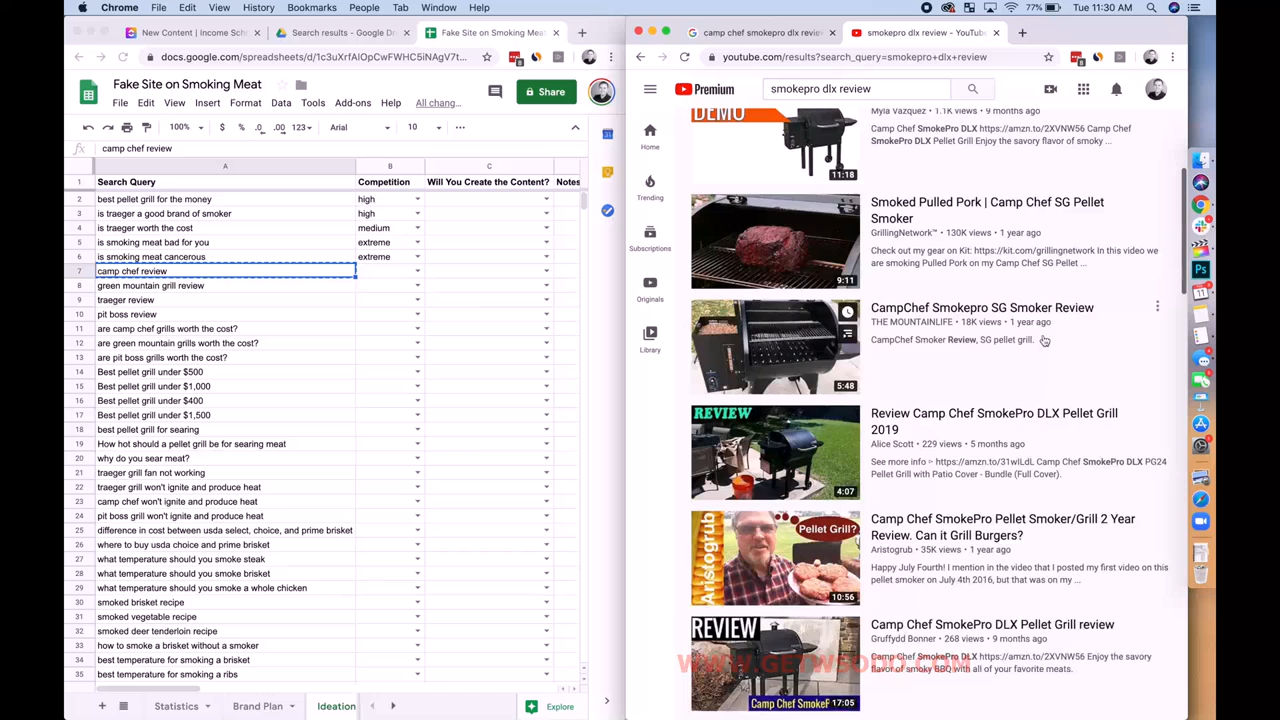 Chrome File Edit View History Bookmarks People Tab Window Help
77% Tue 11:30 AM
New Content | Income Sch
Search results - Google D
Fake Site on Smoking Meat
docs.google.com/spreadsheets/d/1c3uXrfAlOpCwFWHC5iNAgV7t...
Fake Site on Smoking Meat
File Edit View Insert Format Data Tools Add-ons Help All chang...
Share
100% $ % .0 .00 123 Arial 10
fx camp chef review
A B C
1 Search Query Competition Will You Create the Content? Notes
2 best pellet grill for the money high
3 is traeger a good brand of smoker high
4 is traeger worth the cost medium
5 is smoking meat bad for you extreme
6 is smoking meat cancerous extreme
7 camp chef review
8 green mountain grill review
9 traeger review
10 pit boss review
11 are camp chef grills worth the cost?
12 are green mountain grills worth the cost?
13 are pit boss grills worth the cost?
14 Best pellet grill under $500
15 Best pellet grill under $1,000
16 Best pellet grill under $400
17 Best pellet grill under $1,500
18 best pellet grill for searing
19 How hot should a pellet grill be for searing meat
20 why do you sear meat?
21 traeger grill fan not working
22 traeger grill won't ignite and produce heat
23 camp chef won't ignite and produce heat
24 pit boss grill won't ignite and produce heat
25 difference in cost between usda select, choice, and prime brisket
26 where to buy usda choice and prime brisket
27 what temperature should you smoke steak
28 what temperature should you smoke brisket
29 what temperature should you smoke a whole chicken
30 smoked brisket recipe
31 smoked vegetable recipe
32 smoked deer tenderloin recipe
33 how to smoke a brisket without a smoker
34 best temperature for smoking a brisket
35 best temperature for smoking a ribs
Statistics Brand Plan Ideation Explore
camp chef smokepro dlx revie
smokepro dlx review - YouTube
youtube.com/results?search_query=smokepro+dlx+review
Premium
smokepro dlx review
Home
Trending
Subscriptions
Originals
Library
DEMO
11:18
Myla Vazquez • 1.1K views • 9 months ago
Camp Chef SmokePro DLX https://amzn.to/2XVNW56 Camp Chef
SmokePro DLX Pellet Grill Enjoy the savory flavor of smoky ...
9:11
Smoked Pulled Pork | Camp Chef SG Pellet
Smoker
GrillingNetwork™ • 130K views • 1 year ago
Check out my gear on Kit: https://kit.com/grillingnetwork In this video we
are smoking Pulled Pork on my Camp Chef SG Pellet ...
5:48
CampChef Smokepro SG Smoker Review
THE MOUNTAINLIFE • 18K views • 1 year ago
CampChef Smoker Review, SG pellet grill.
REVIEW
4:07
Review Camp Chef SmokePro DLX Pellet Grill
2019
Alice Scott • 229 views • 5 months ago
See more info ➢ https://amzn.to/31wILdL Camp Chef SmokePro DLX PG24
Pellet Grill with Patio Cover - Bundle (Full Cover).
Aristogrub
Pellet Grill?
10:56
Camp Chef SmokePro Pellet Smoker/Grill 2 Year
Review. Can it Grill Burgers?
Aristogrub • 35K views • 1 year ago
Happy July Fourth! I mention in the video that I posted my first video on this
pellet smoker on July 4th 2016, but that was on my ...
REVIEW
Camp Chef SmokeP
17:05
Camp Chef SmokePro DLX Pellet Grill review
Gruffydd Bonner • 268 views • 9 months ago
Camp Chef SmokePro DLX https://amzn.to/2XVNW56 Enjoy the savory
flavor of smoky BBQ with all of your favorite meats.
WWW.GETWSODO.COM